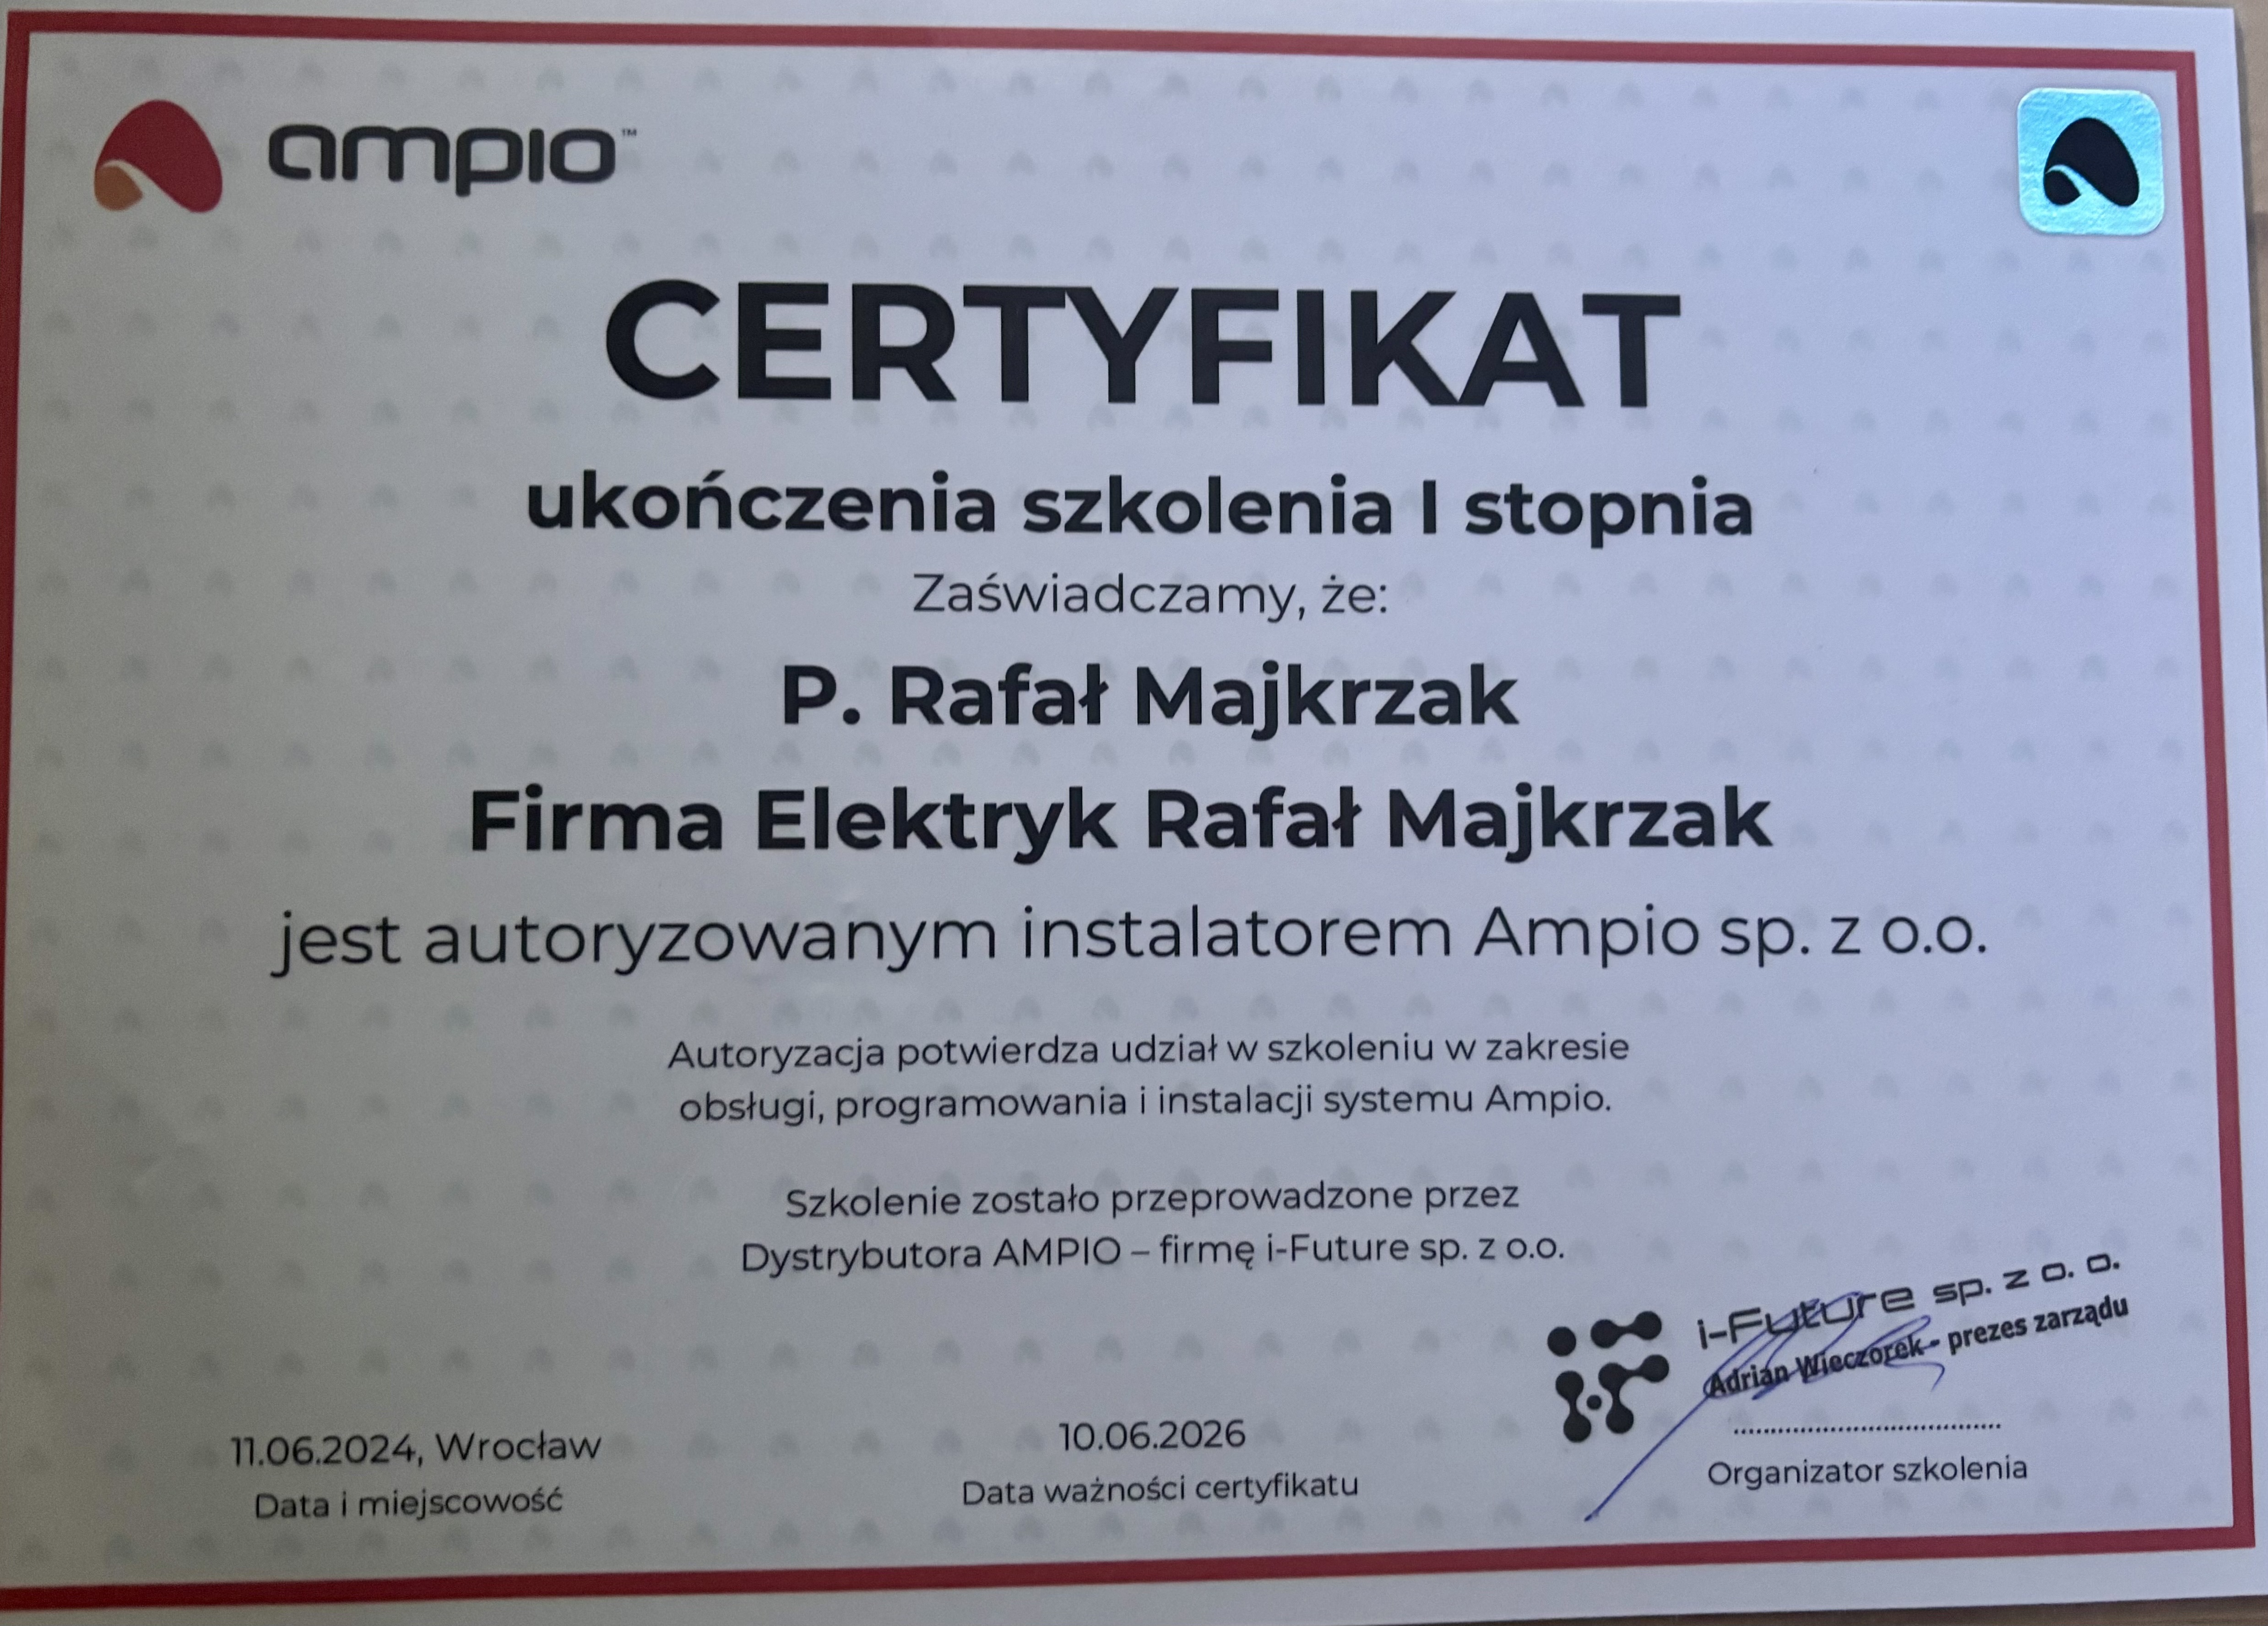 ampio™
CERTYFIKAT
ukończenia szkolenia I stopnia
Zaświadczamy, że:
P. Rafał Majkrzak
Firma Elektryk Rafał Majkrzak
jest autoryzowanym instalatorem Ampio sp. z o.o.
Autoryzacja potwierdza udział w szkoleniu w zakresie
obsługi, programowania i instalacji systemu Ampio.
Szkolenie zostało przeprowadzone przez
Dystrybutora AMPIO – firmę i-Future sp. z o.o.
i-Future sp. z o. o.
Adrian Wieczorek - prezes zarządu
11.06.2024, Wrocław
Data i miejscowość
10.06.2026
Data ważności certyfikatu
Organizator szkolenia